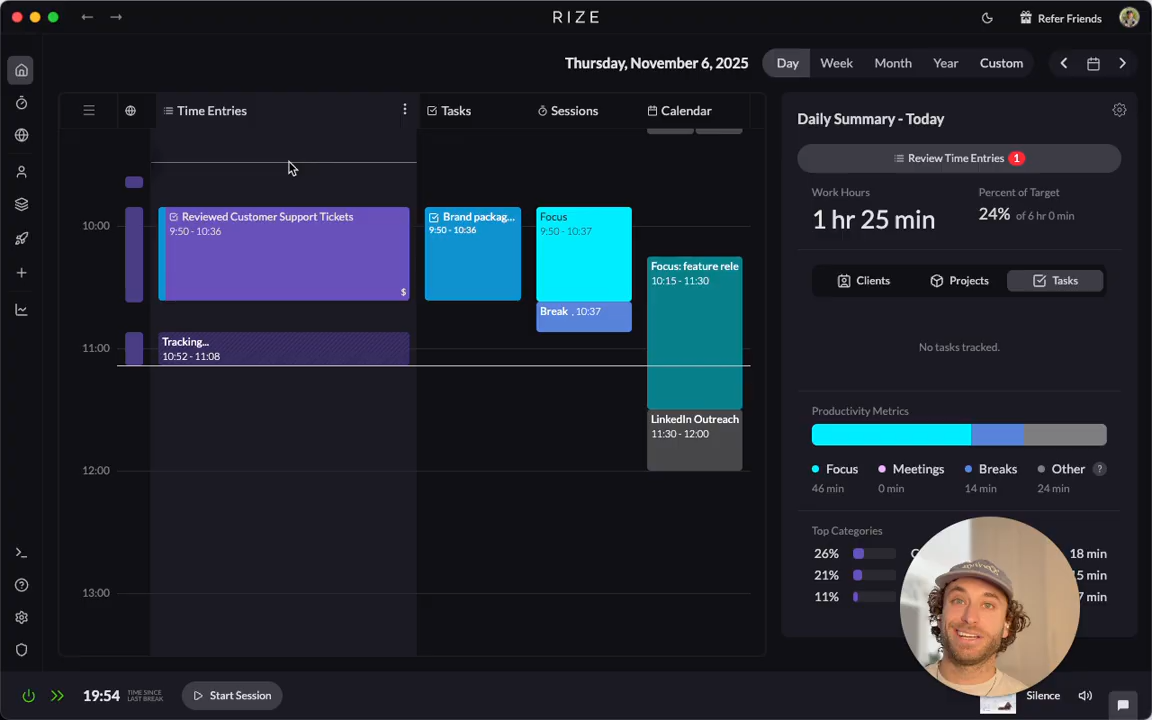 RIZE
Refer Friends
Thursday, November 6, 2025
Day
Week
Month
Year
Custom
Time Entries
Tasks
Sessions
Calendar
10:00
11:00
12:00
13:00
Reviewed Customer Support Tickets
9:50 - 10:36
$
Tracking...
10:52 - 11:08
Brand packag...
9:50 - 10:36
Focus
9:50 - 10:37
Break , 10:37
Focus: feature rele
10:15 - 11:30
LinkedIn Outreach
11:30 - 12:00
Daily Summary - Today
Review Time Entries 1
Work Hours
1 hr 25 min
Percent of Target
24% of 6 hr 0 min
Clients
Projects
Tasks
No tasks tracked.
Productivity Metrics
Focus
46 min
Meetings
0 min
Breaks
14 min
Other ?
24 min
Top Categories
26%
18 min
21%
5 min
11%
7 min
19:54
TIME SINCE
LAST BREAK
Start Session
Silence